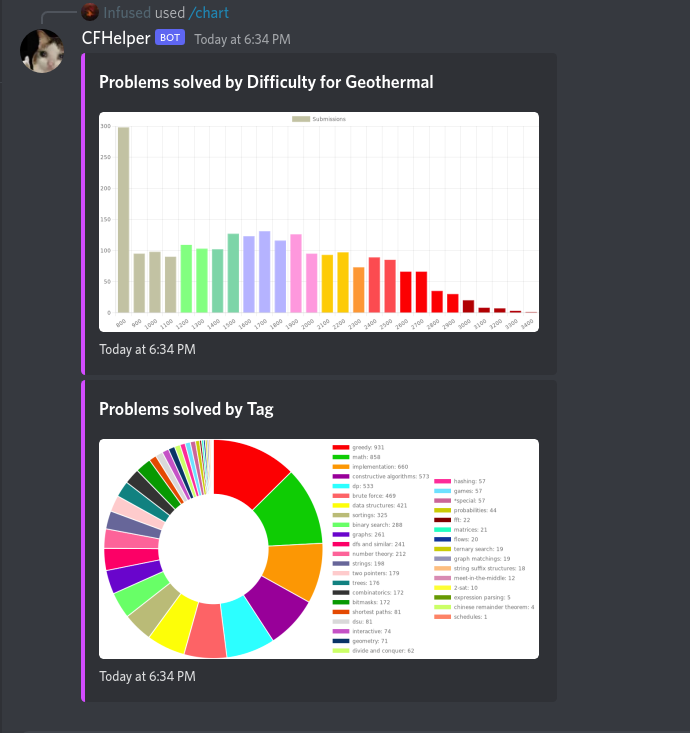 Infused used /chart
CFHelper BOT Today at 6:34 PM
Problems solved by Difficulty for Geothermal
Submissions
300
250
200
150
100
50
0
800 900 1000 1100 1200 1300 1400 1500 1600 1700 1800 1900 2000 2100 2200 2300 2400 2500 2600 2700 2800 2900 3000 3100 3200 3300 3400
Today at 6:34 PM
Problems solved by Tag
greedy: 931
math: 858
implementation: 660
constructive algorithms: 573
dp: 533
brute force: 469
data structures: 421
sortings: 325
binary search: 288
graphs: 261
dfs and similar: 241
number theory: 212
strings: 198
two pointers: 179
trees: 176
combinatorics: 172
bitmasks: 172
shortest paths: 81
dsu: 81
interactive: 74
geometry: 71
divide and conquer: 62
hashing: 57
games: 57
*special: 57
probabilities: 44
fft: 22
matrices: 21
flows: 20
ternary search: 19
graph matchings: 19
string suffix structures: 18
meet-in-the-middle: 12
2-sat: 10
expression parsing: 5
chinese remainder theorem: 4
schedules: 1
Today at 6:34 PM